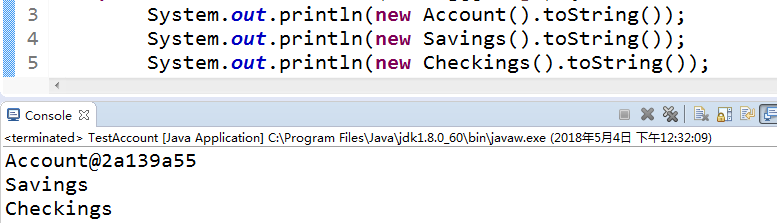 3 System.out.println(new Account().toString());
4 System.out.println(new Savings().toString());
5 System.out.println(new Checkings().toString());
Console
<terminated> TestAccount [Java Application] C:\Program Files\Java\jdk1.8.0_60\bin\javaw.exe (2018年5月4日 下午12:32:09)
Account@2a139a55
Savings
Checkings